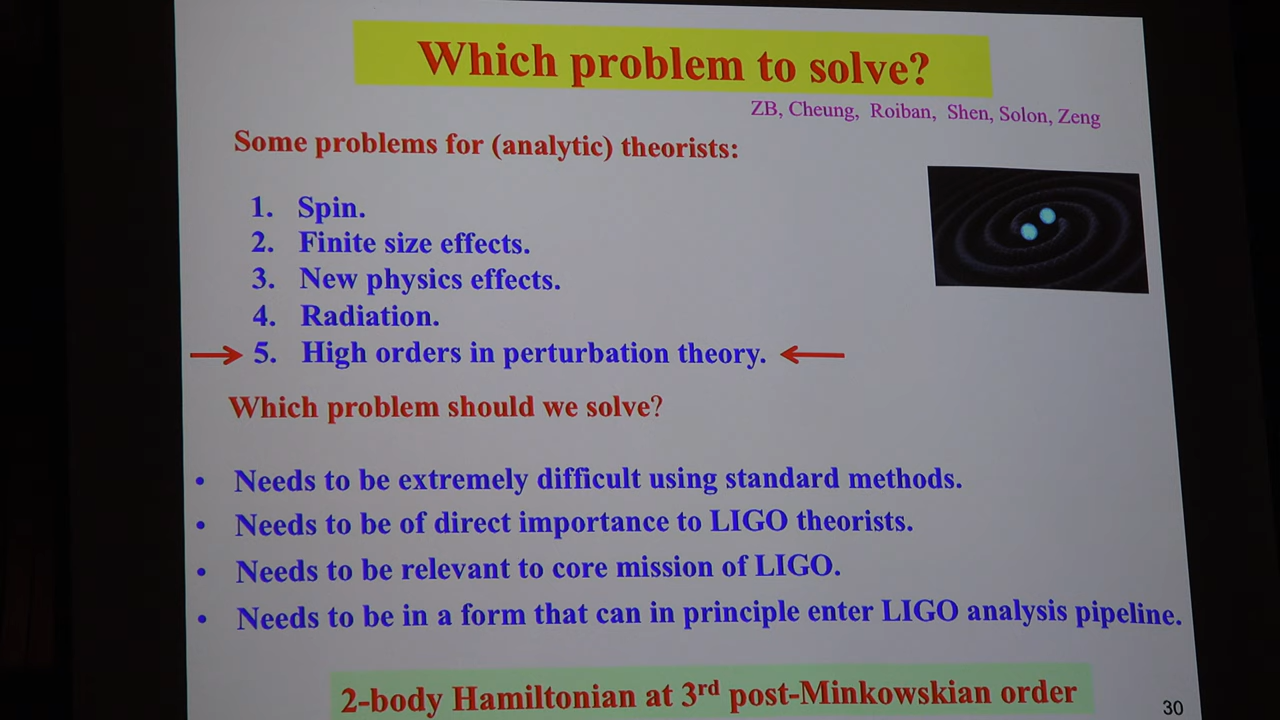 Which problem to solve?
ZB, Cheung, Roiban, Shen, Solon, Zeng
Some problems for (analytic) theorists:
1. Spin.
2. Finite size effects.
3. New physics effects.
4. Radiation.
5. High orders in perturbation theory.
Which problem should we solve?
• Needs to be extremely difficult using standard methods.
• Needs to be of direct importance to LIGO theorists.
• Needs to be relevant to core mission of LIGO.
• Needs to be in a form that can in principle enter LIGO analysis pipeline.
2-body Hamiltonian at 3rd post-Minkowskian order
30